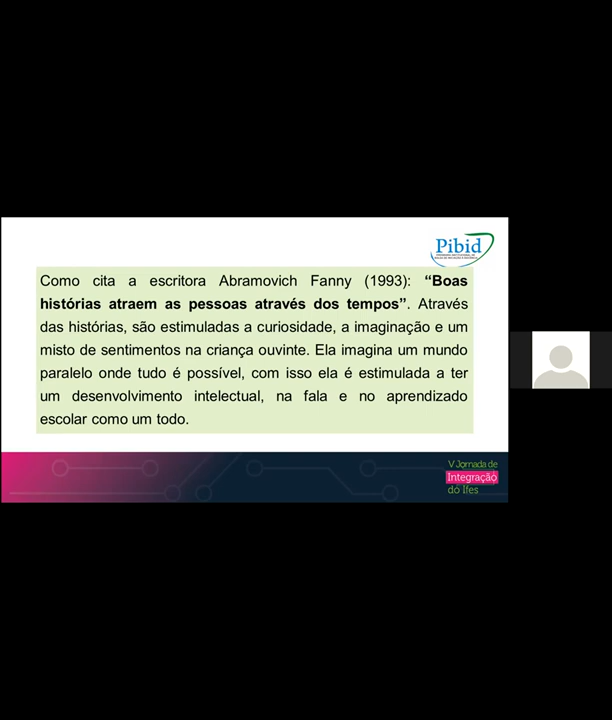 Pibid
Como cita a escritora Abramovich Fanny (1993): “Boas
histórias atraem as pessoas através dos tempos”. Através
das histórias, são estimuladas a curiosidade, a imaginação e um
misto de sentimentos na criança ouvinte. Ela imagina um mundo
paralelo onde tudo é possível, com isso ela é estimulada a ter
um desenvolvimento intelectual, na fala e no aprendizado
escolar como um todo.
V Jornada de
Integração
do Ifes